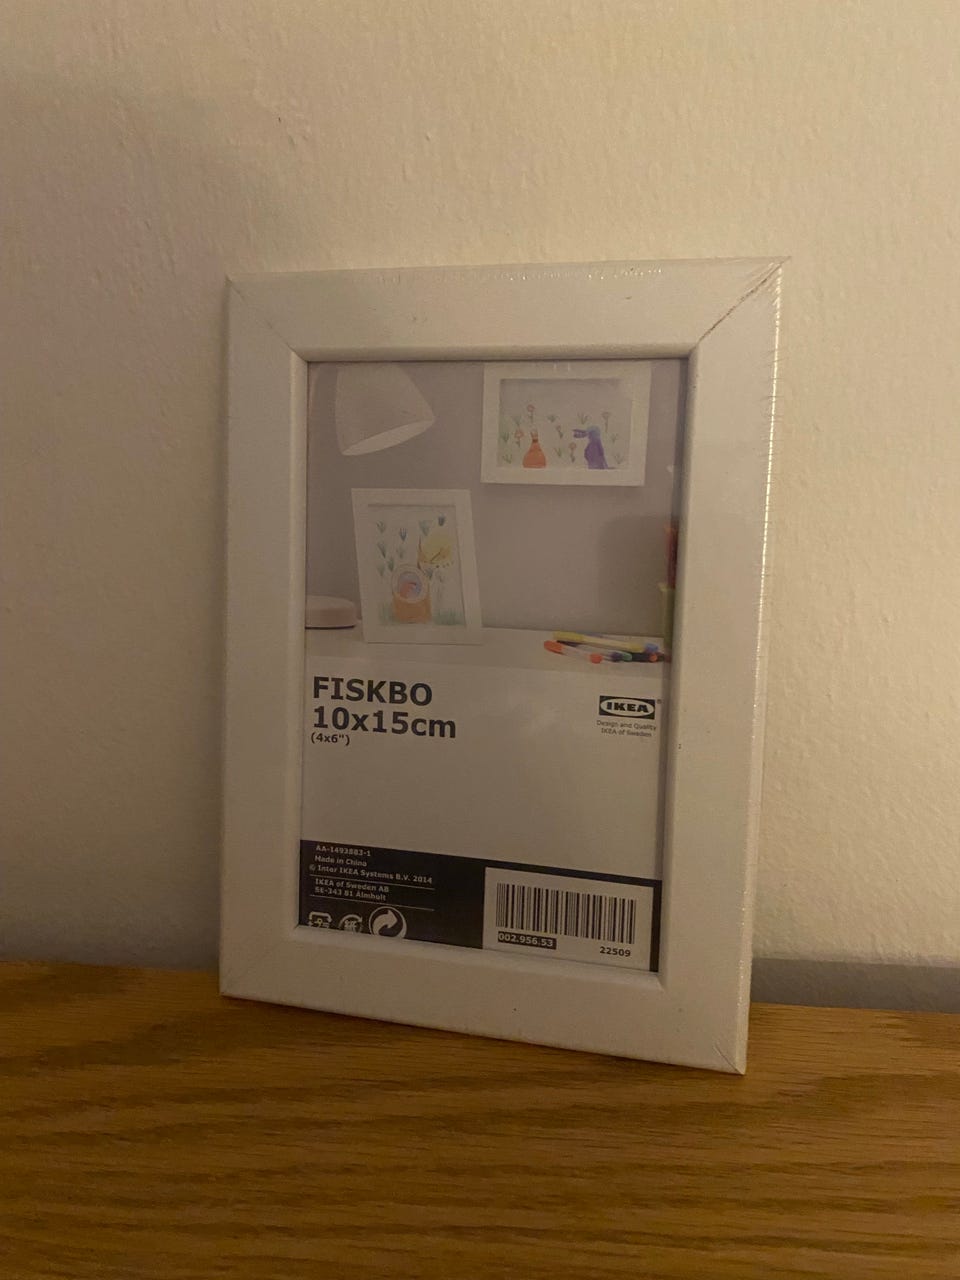 FISKBO
10x15cm
(4x6")
IKEA®
Design and Quality
IKEA of Sweden
AA-1493883-1
Made in China
© Inter IKEA Systems B.V. 2014
IKEA of Sweden AB
SE-343 81 Älmhult
002.956.53
22509